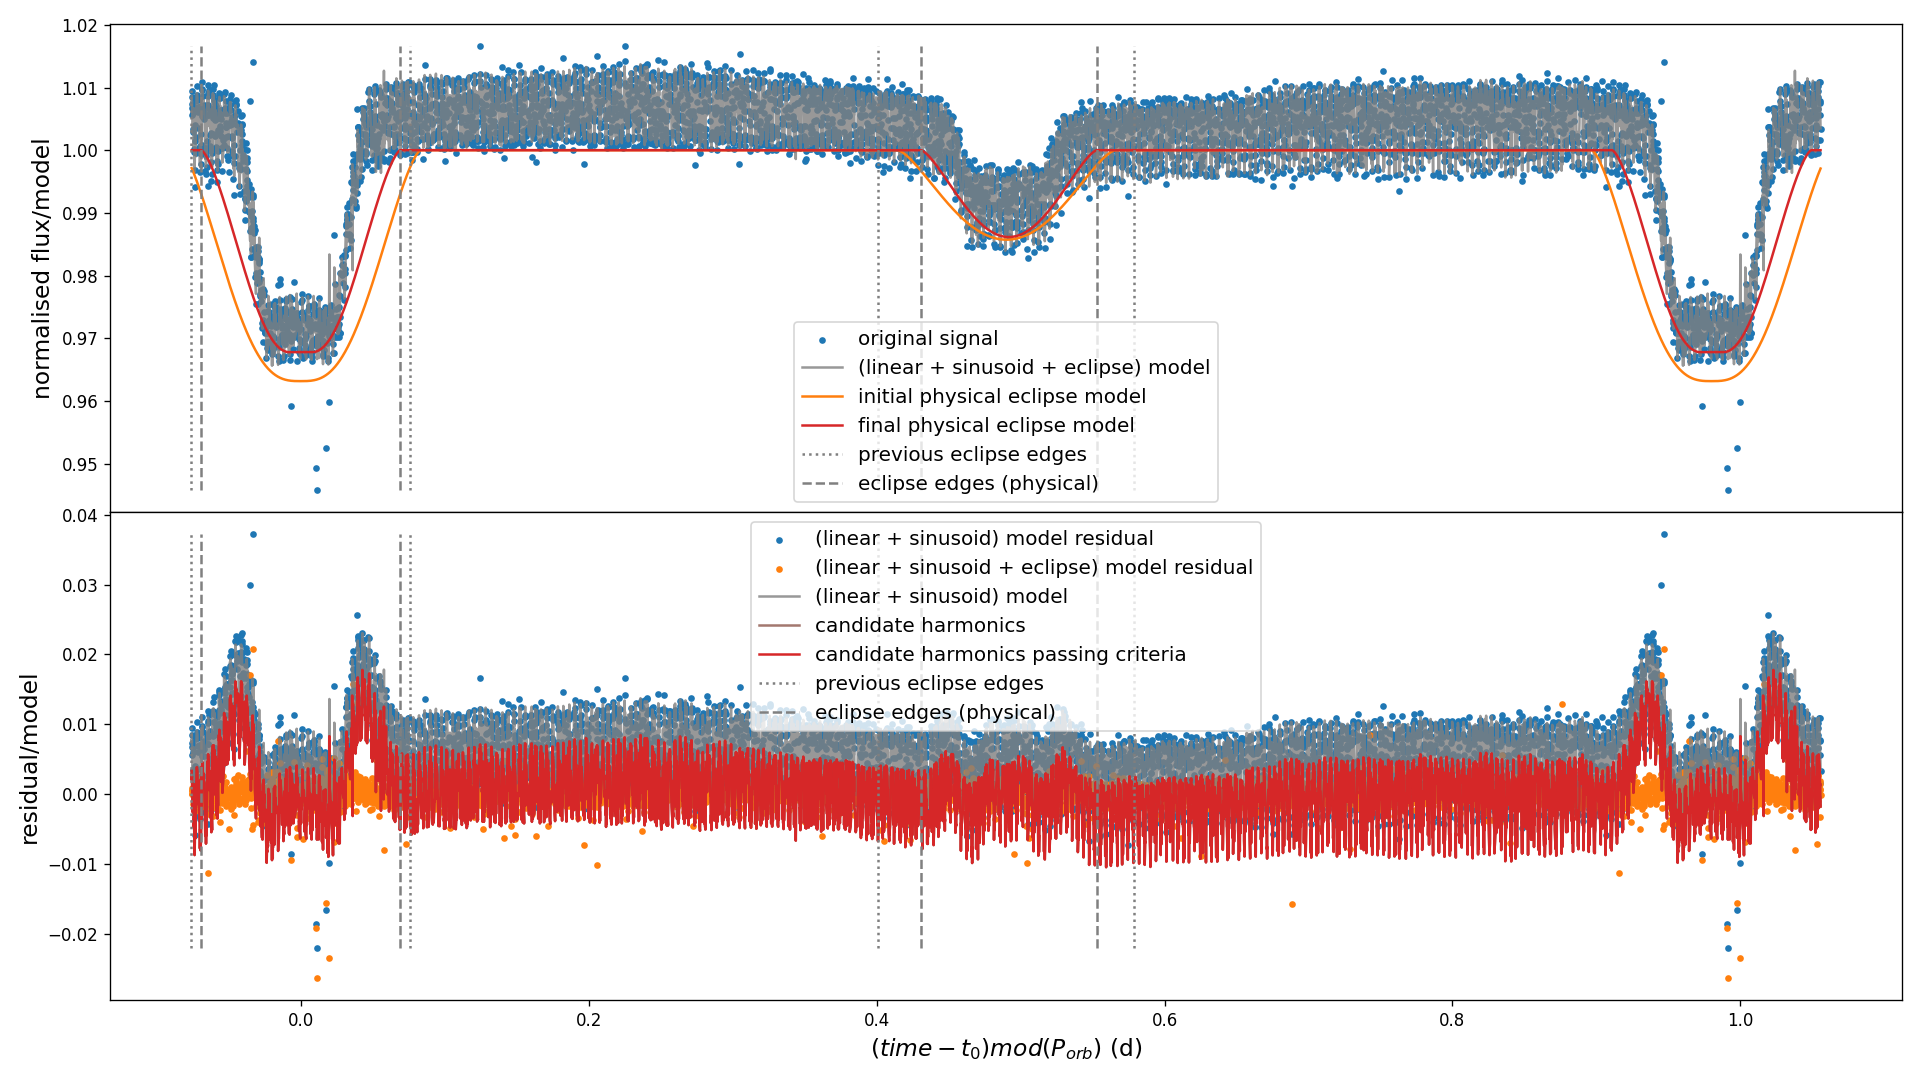 1.02
1.01
1.00
0.99
0.98
0.97
0.96
0.95
normalised flux/model
original signal
(linear + sinusoid + eclipse) model
initial physical eclipse model
final physical eclipse model
previous eclipse edges
eclipse edges (physical)
0.04
0.03
0.02
0.01
0.00
−0.01
−0.02
residual/model
(linear + sinusoid) model residual
(linear + sinusoid + eclipse) model residual
(linear + sinusoid) model
candidate harmonics
candidate harmonics passing criteria
previous eclipse edges
eclipse edges (physical)
0.0 0.2 0.4 0.6 0.8 1.0
(time − t₀)mod(Pₒᵣb) (d)